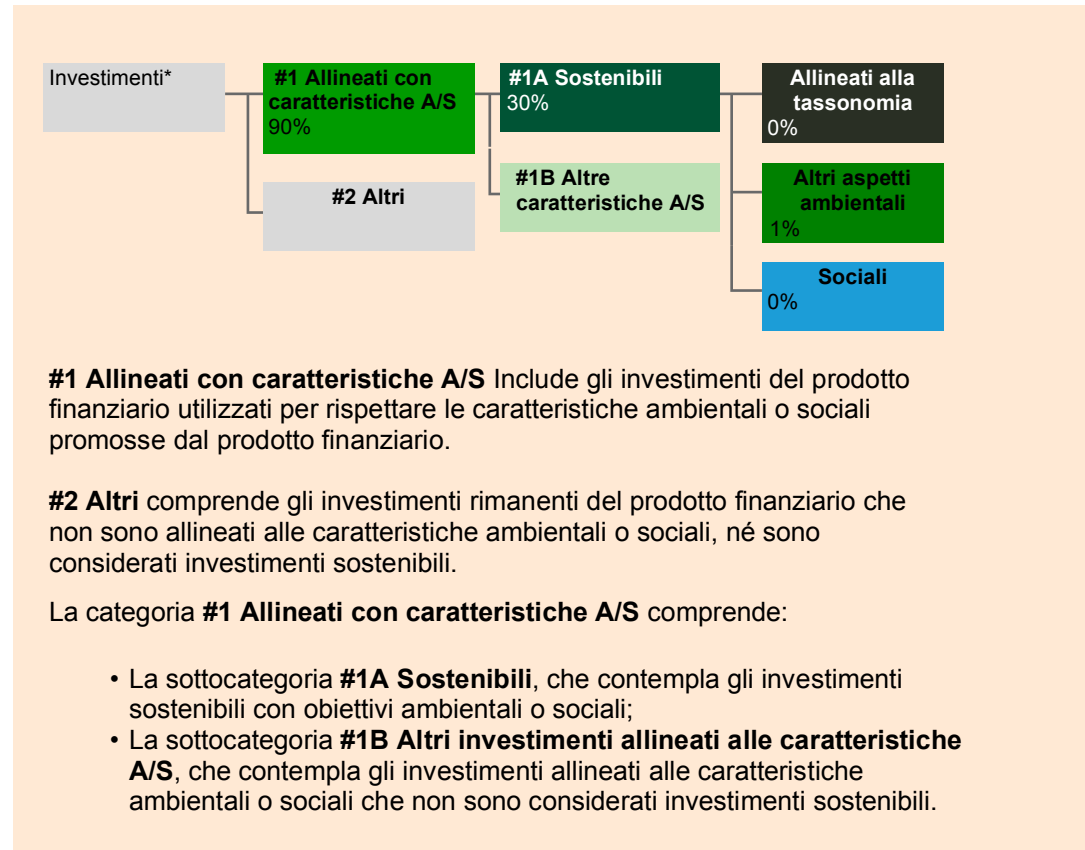 Investimenti*
#1 Allineati con
caratteristiche A/S
90%
#1A Sostenibili
30%
Allineati alla
tassonomia
0%
#2 Altri
#1B Altre
caratteristiche A/S
Altri aspetti
ambientali
1%
Sociali
0%
#1 Allineati con caratteristiche A/S Include gli investimenti del prodotto
finanziario utilizzati per rispettare le caratteristiche ambientali o sociali
promosse dal prodotto finanziario.
#2 Altri comprende gli investimenti rimanenti del prodotto finanziario che
non sono allineati alle caratteristiche ambientali o sociali, né sono
considerati investimenti sostenibili.
La categoria #1 Allineati con caratteristiche A/S comprende:
• La sottocategoria #1A Sostenibili, che contempla gli investimenti
sostenibili con obiettivi ambientali o sociali;
• La sottocategoria #1B Altri investimenti allineati alle caratteristiche
A/S, che contempla gli investimenti allineati alle caratteristiche
ambientali o sociali che non sono considerati investimenti sostenibili.